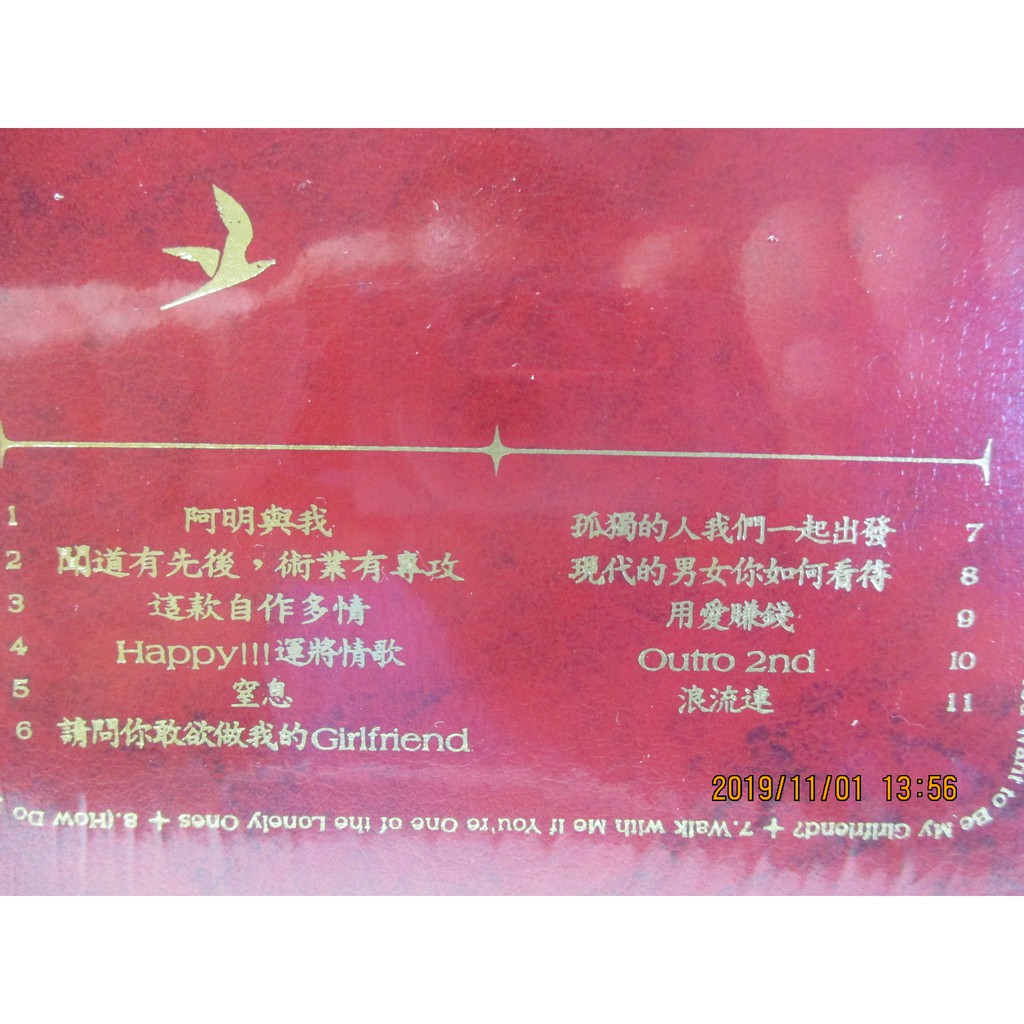 1 阿明與我
2 聞道有先後，術業有專攻
3 這款自作多情
4 Happy!!!運將情歌
5 窒息
6 請問你敢欲做我的Girlfriend
孤獨的人我們一起出發 7
現代的男女你如何看待 8
用愛賺錢 9
Outro 2nd 10
浪流連 11
2019/11/01 13:56
Want to Be My Girlfriend? ✦ 7.Walk with Me If You're One of the Lonely Ones ✦ 8.(How Do